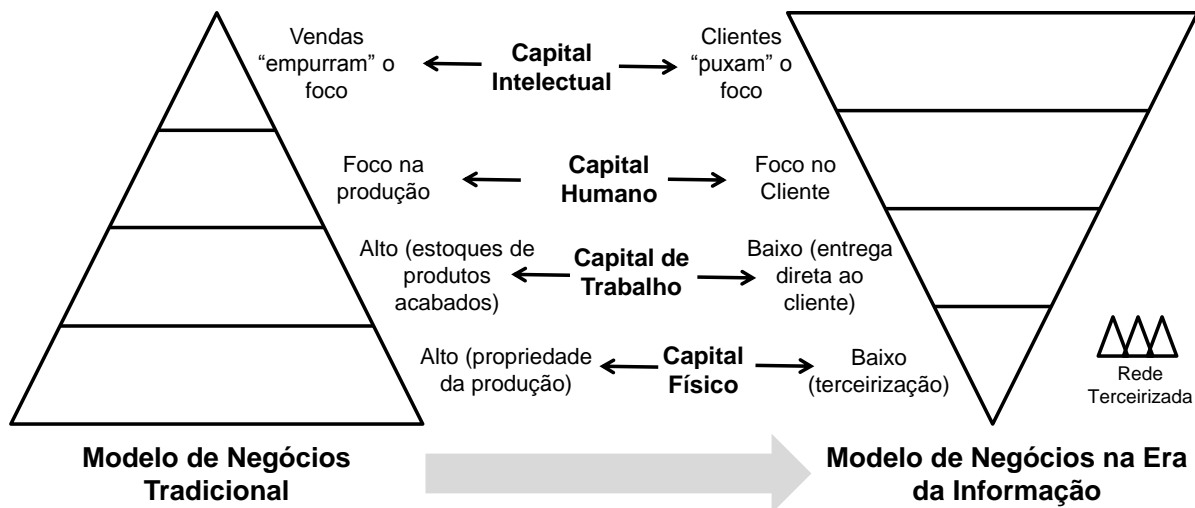 Vendas
“empurram” o
foco
Capital
Intelectual
Clientes
“puxam” o
foco
Foco na
produção
Capital
Humano
Foco no
Cliente
Alto (estoques de
produtos
acabados)
Capital de
Trabalho
Baixo (entrega
direta ao
cliente)
Alto (propriedade
da produção)
Capital
Físico
Baixo
(terceirização)
Rede
Terceirizada
Modelo de Negócios
Tradicional
Modelo de Negócios na Era
da Informação